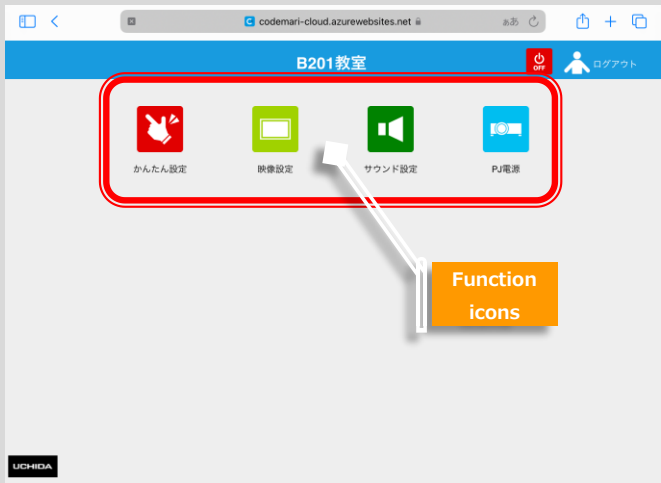 codemari-cloud.azurewebsites.net
ああ
B201教室
OFF
ログアウト
かんたん設定
映像設定
サウンド設定
PJ電源
Function
icons
UCHIDA